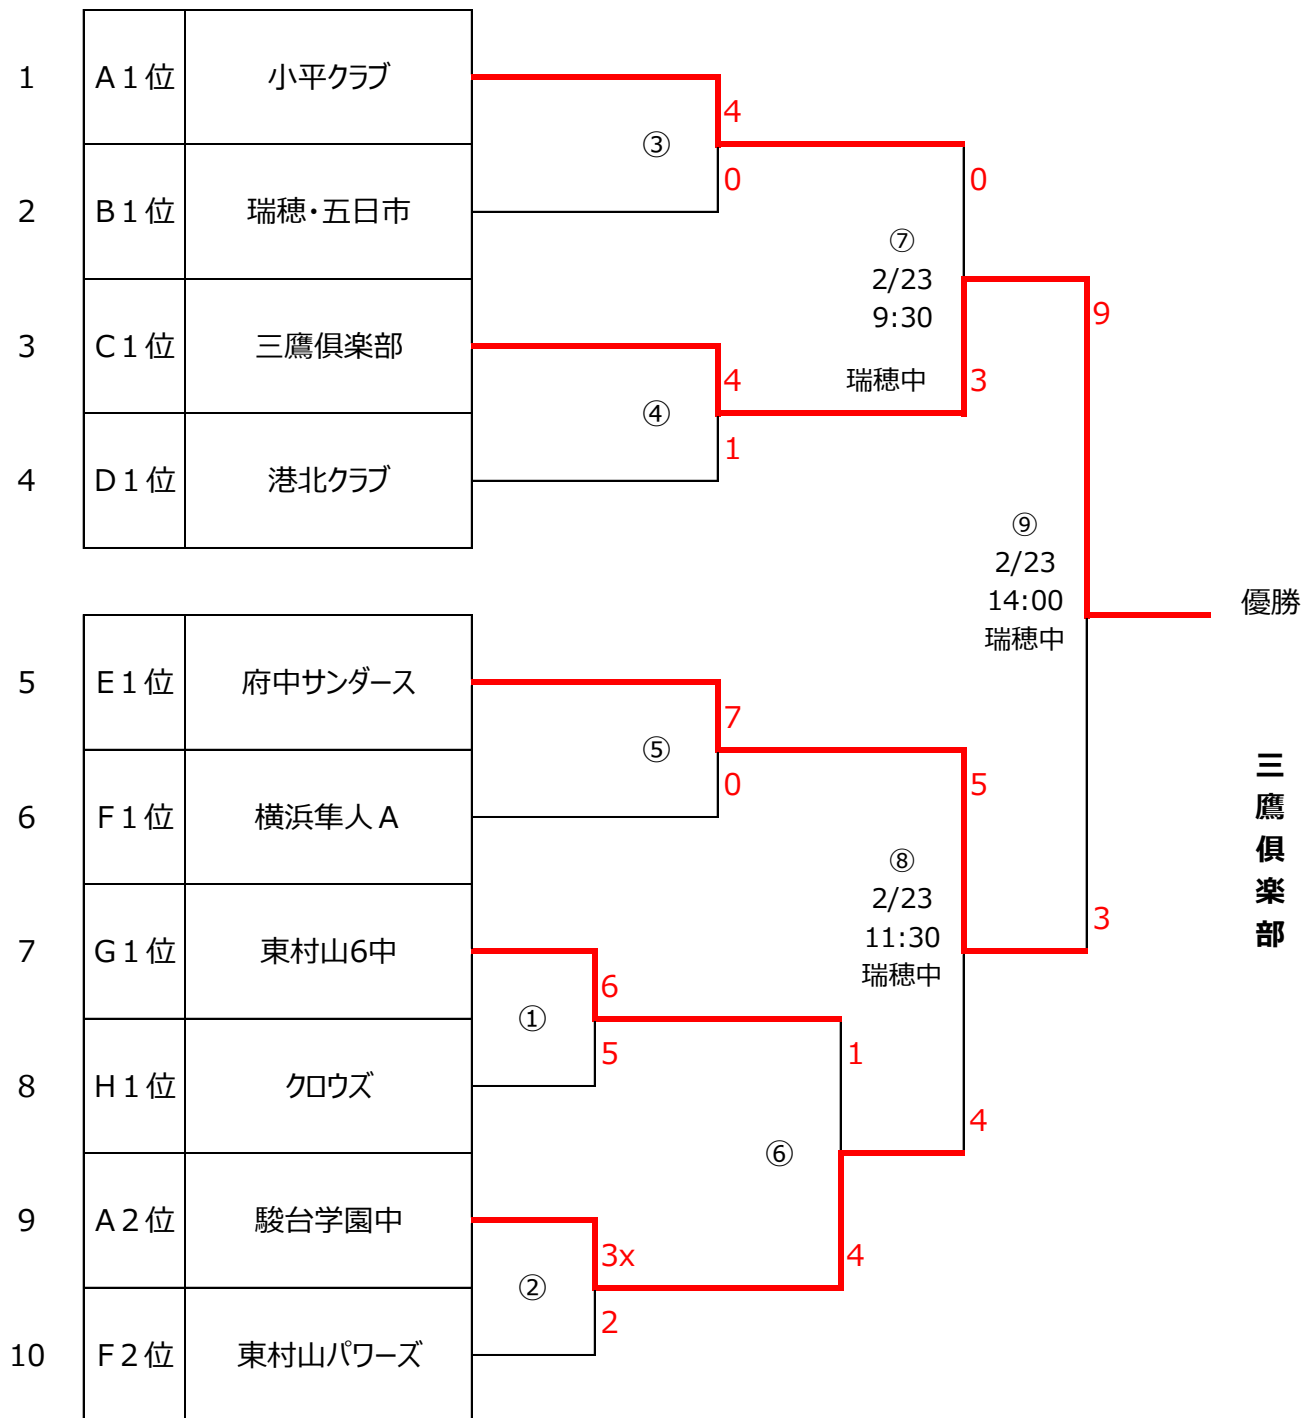 1 A１位 小平クラブ
4
③
0
0
2 B１位 瑞穂・五日市
⑦
2/23
9:30
9
3 C１位 三鷹倶楽部
4
瑞穂中
3
④
1
4 D１位 港北クラブ
⑨
2/23
14:00
瑞穂中
優勝
5 E１位 府中サンダース
7
⑤
0
5
6 F１位 横浜隼人A
三鷹倶楽部
⑧
2/23
11:30
瑞穂中
3
7 G１位 東村山6中
6
①
5
1
8 H１位 クロウズ
4
⑥
9 A２位 駿台学園中
3x
4
②
2
10 F２位 東村山パワーズ